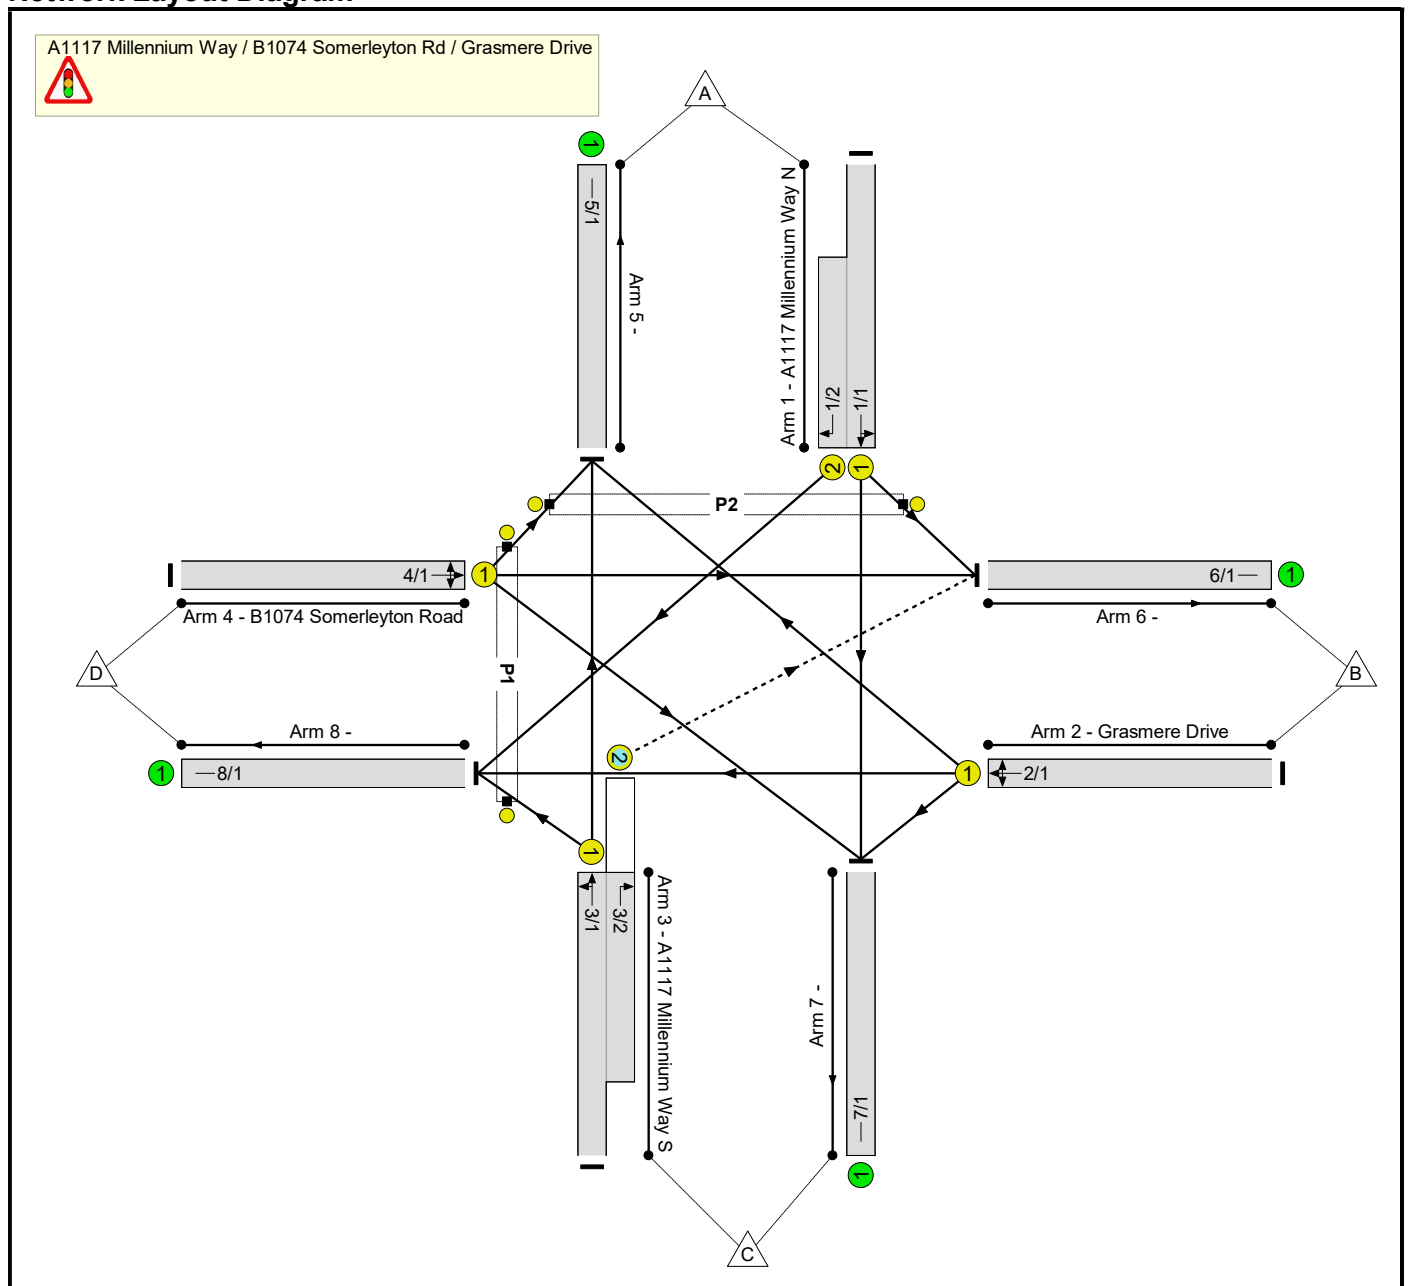 Network Layout Diagram
A1117 Millennium Way / B1074 Somerleyton Rd / Grasmere Drive
A
1
5/1
Arm 5 -
Arm 1 - A1117 Millennium Way N
1/2
1/1
2
1
P2
4/1
1
6/1
1
Arm 4 - B1074 Somerleyton Road
Arm 6 -
D
P1
B
Arm 8 -
Arm 2 - Grasmere Drive
1
8/1
2
1
2/1
1
3/1
3/2
Arm 3 - A1117 Millennium Way S
Arm 7 -
7/1
1
C